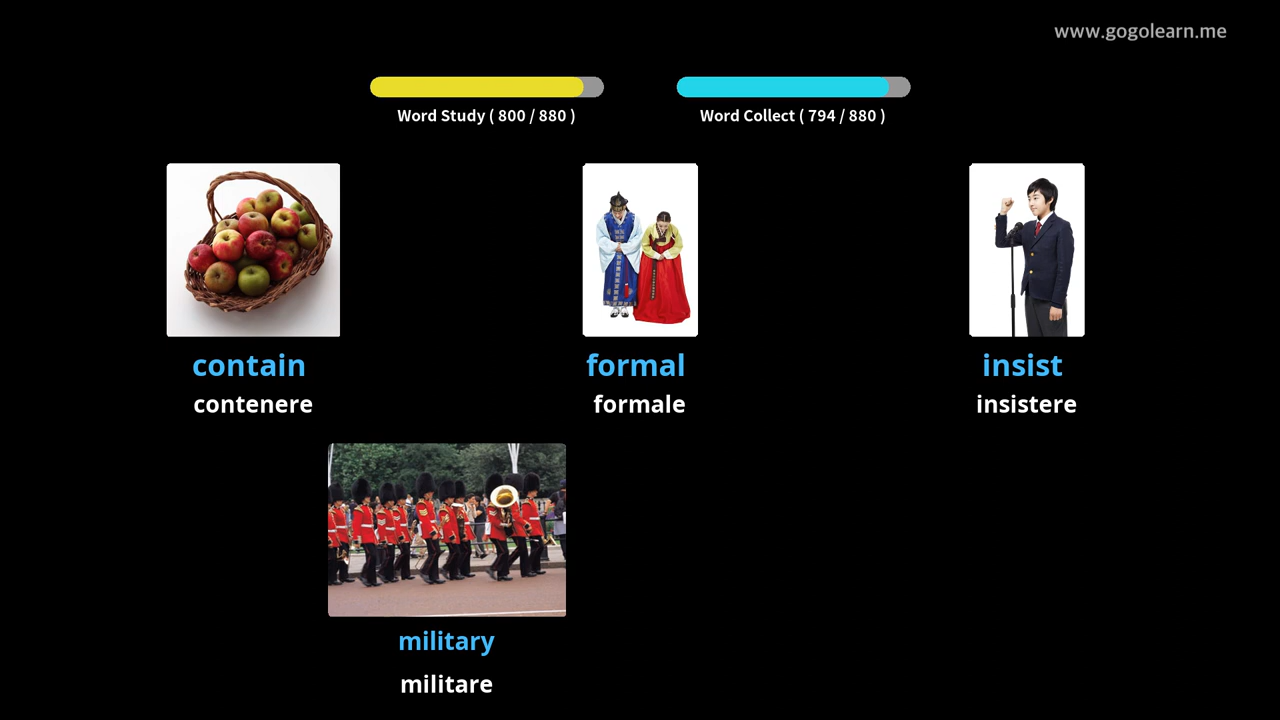 www.gogolearn.me
Word Study ( 800 / 880 )
Word Collect ( 794 / 880 )
contain
contenere
formal
formale
insist
insistere
military
militare